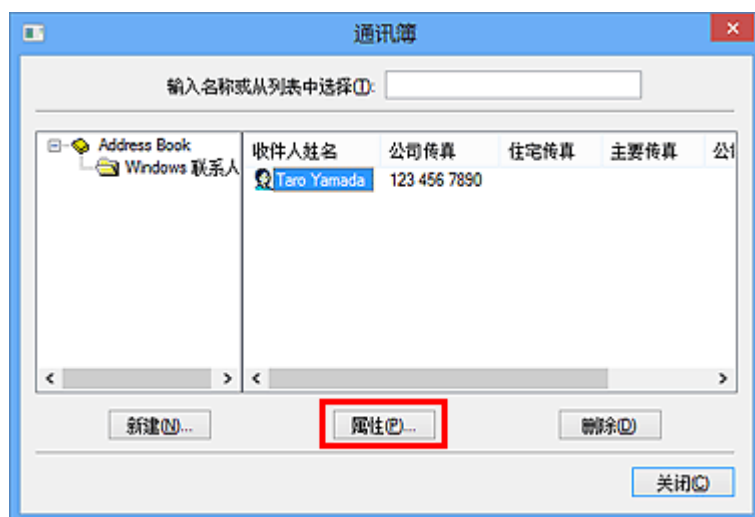 通讯簿
输入名称或从列表中选择(T):
Address Book
Windows 联系人
收件人姓名 公司传真 住宅传真 主要传真
Taro Yamada 123 456 7890
新建(N)... 属性(P)... 删除(D)
关闭(C)